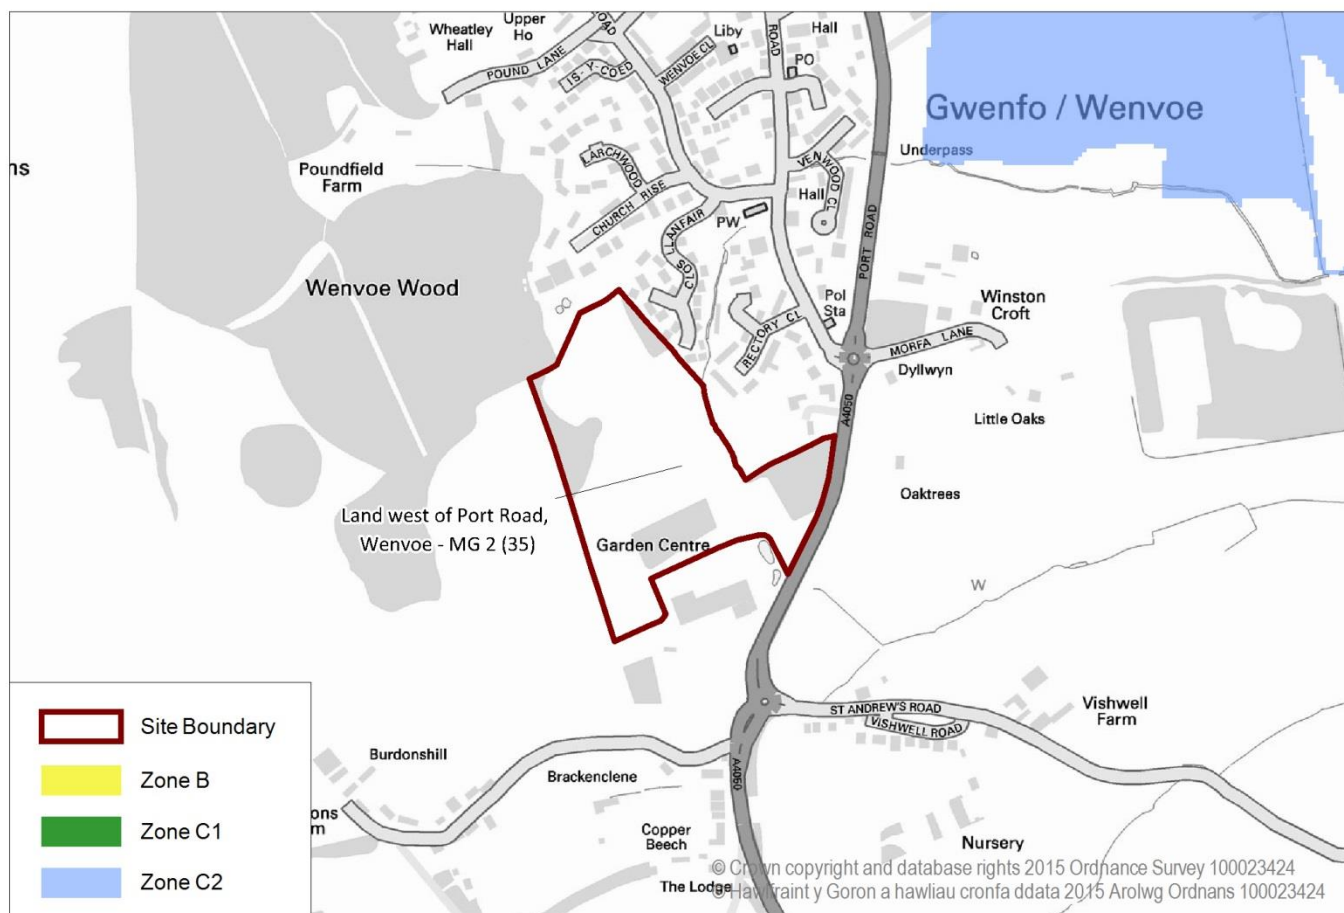 Wheatley
Hall
Upper
Ho
ROAD
POUND LANE
IS-Y-COED
WENVOE CL
Liby
ROAD
Hall
PO
Gwenfo / Wenvoe
Underpass
ns
Poundfield
Farm
LARCHWOOD
CHURCH RISE
VENWOOD CL
Hall
PW
LLANFAIR
CLOS
PORT ROAD
Wenvoe Wood
Pol
Sta
RECTORY CL
Winston
Croft
MORFA LANE
Dyllwyn
A4050
Little Oaks
Oaktrees
Land west of Port Road,
Wenvoe - MG 2 (35)
Garden Centre
W
ST ANDREW'S ROAD
VISHWELL ROAD
Vishwell
Farm
Burdonshill
Brackenclene
A4050
ons
m
Copper
Beech
The Lodge
Nursery
Site Boundary
Zone B
Zone C1
Zone C2
© Crown copyright and database rights 2015 Ordnance Survey 100023424
© Hawlfraint y Goron a hawliau cronfa ddata 2015 Arolwg Ordnans 100023424